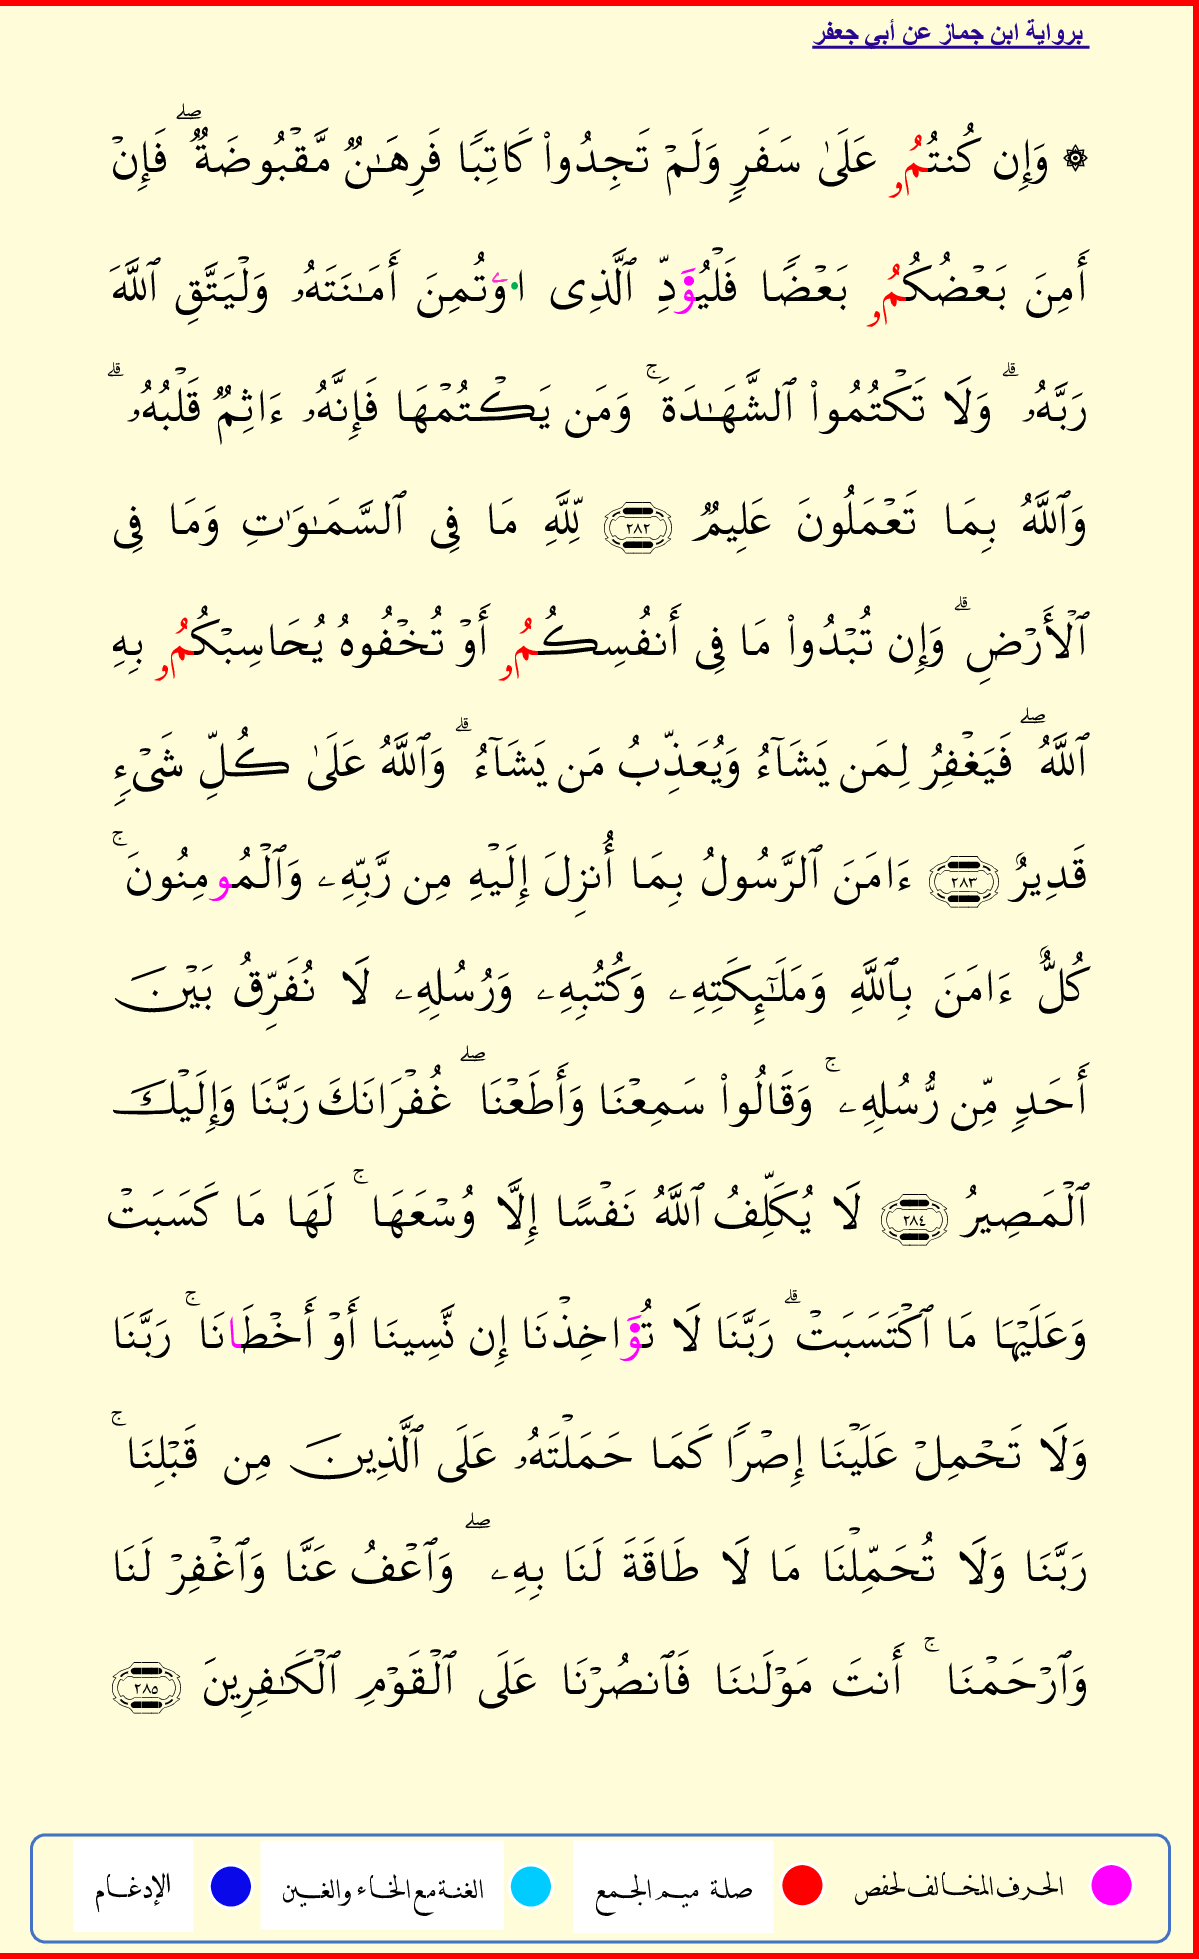 برواية ابن جماز عن أبي جعفر
۞ وَإِن كُنتُمُۥ عَلَىٰ سَفَرٖ وَلَمۡ تَجِدُواْ كَاتِبٗا فَرِهَٰنٞ مَّقۡبُوضَةٞۖ فَإِنۡ
أَمِنَ بَعۡضُكُمُۥ بَعۡضٗا فَلۡيُوَدِّ ٱلَّذِي اوۡتُمِنَ أَمَٰنَتَهُۥ وَلۡيَتَّقِ ٱللَّهَ
رَبَّهُۥۗ وَلَا تَكۡتُمُواْ ٱلشَّهَٰدَةَۚ وَمَن يَكۡتُمۡهَا فَإِنَّهُۥٓ ءَاثِمٞ قَلۡبُهُۥۗ
وَٱللَّهُ بِمَا تَعۡمَلُونَ عَلِيمٞ ٢٨٢ لِّلَّهِ مَا فِي ٱلسَّمَٰوَٰتِ وَمَا فِي
ٱلۡأَرۡضِۗ وَإِن تُبۡدُواْ مَا فِي أَنفُسِكُمُۥ أَوۡ تُخۡفُوهُ يُحَاسِبۡكُمُۥ بِهِ
ٱللَّهُۖ فَيَغۡفِرُ لِمَن يَشَآءُ وَيُعَذِّبُ مَن يَشَآءُۗ وَٱللَّهُ عَلَىٰ كُلِّ شَيۡءٖ
قَدِيرٌ ٢٨٣ ءَامَنَ ٱلرَّسُولُ بِمَا أُنزِلَ إِلَيۡهِ مِن رَّبِّهِۦ وَٱلۡمُومِنُونَۚ
كُلٌّ ءَامَنَ بِٱللَّهِ وَمَلَٰٓئِكَتِهِۦ وَكُتُبِهِۦ وَرُسُلِهِۦ لَا نُفَرِّقُ بَيۡنَ
أَحَدٖ مِّن رُّسُلِهِۦۚ وَقَالُواْ سَمِعۡنَا وَأَطَعۡنَاۖ غُفۡرَانَكَ رَبَّنَا وَإِلَيۡكَ
ٱلۡمَصِيرُ ٢٨٤ لَا يُكَلِّفُ ٱللَّهُ نَفۡسًا إِلَّا وُسۡعَهَاۚ لَهَا مَا كَسَبَتۡ
وَعَلَيۡهَا مَا ٱكۡتَسَبَتۡۗ رَبَّنَا لَا تُوَاخِذۡنَا إِن نَّسِينَا أَوۡ أَخۡطَانَاۚ رَبَّنَا
وَلَا تَحۡمِلۡ عَلَيۡنَا إِصۡرٗا كَمَا حَمَلۡتَهُۥ عَلَى ٱلَّذِينَ مِن قَبۡلِنَاۚ
رَبَّنَا وَلَا تُحَمِّلۡنَا مَا لَا طَاقَةَ لَنَا بِهِۦۖ وَٱعۡفُ عَنَّا وَٱغۡفِرۡ لَنَا
وَٱرۡحَمۡنَاۚ أَنتَ مَوۡلَىٰنَا فَٱنصُرۡنَا عَلَى ٱلۡقَوۡمِ ٱلۡكَٰفِرِينَ ٢٨٥
الحرف المخالف لحفص صلة ميم الجمع الغنة مع الخاء والغين الإدغام